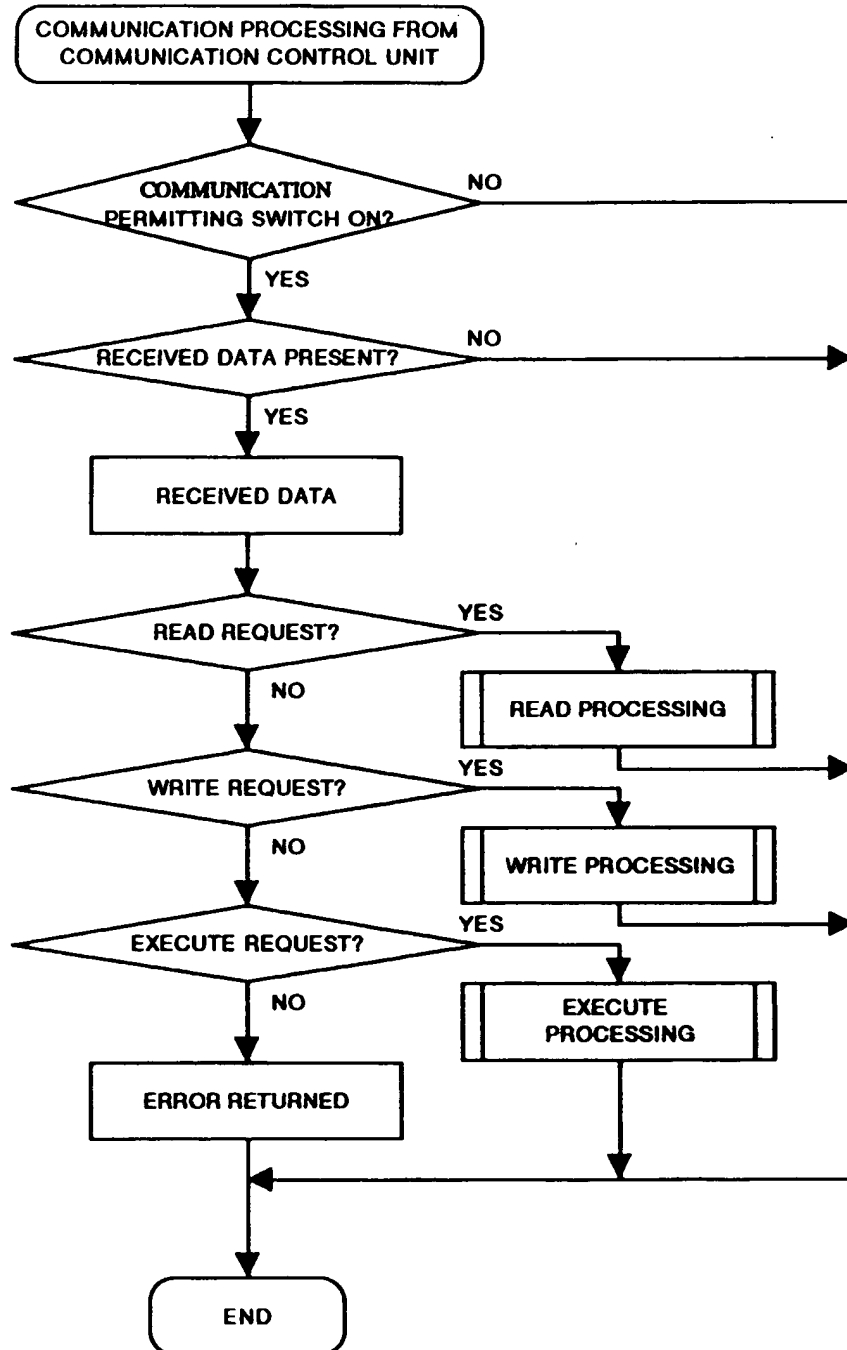 COMMUNICATION PROCESSING FROM
COMMUNICATION CONTROL UNIT
COMMUNICATION
PERMITTING SWITCH ON?
NO
YES
RECEIVED DATA PRESENT?
NO
YES
RECEIVED DATA
READ REQUEST?
YES
NO
READ PROCESSING
WRITE REQUEST?
YES
NO
WRITE PROCESSING
EXECUTE REQUEST?
YES
NO
EXECUTE
PROCESSING
ERROR RETURNED
END